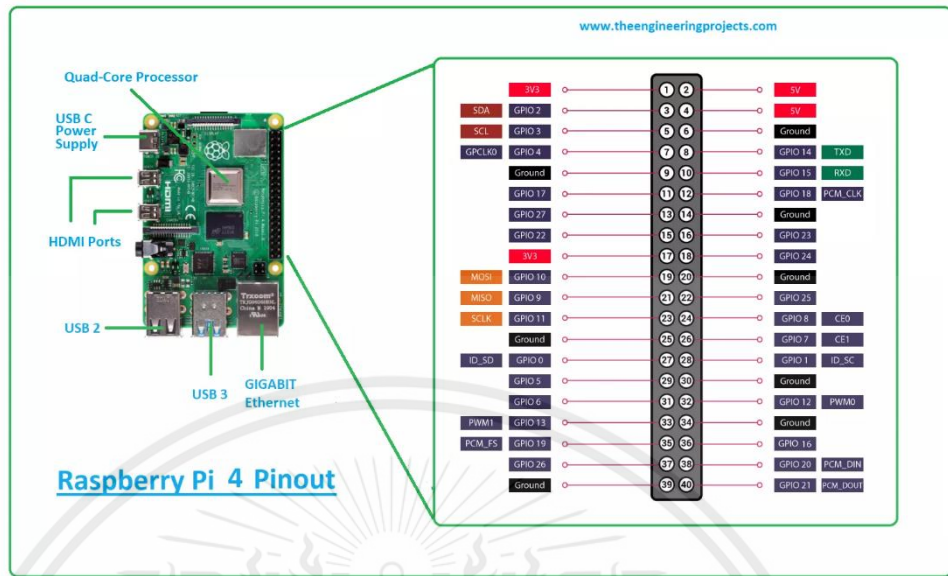 www.theengineeringprojects.com
Quad-Core Processor
USB C
Power
Supply
HDMI Ports
USB 2
USB 3
GIGABIT
Ethernet
HDMI
TRXCOM
China
Raspberry Pi 4 Pinout
3V3 1 2 5V
SDA GPIO 2 3 4 5V
SCL GPIO 3 5 6 Ground
GPCLK0 GPIO 4 7 8 GPIO 14 TXD
Ground 9 10 GPIO 15 RXD
GPIO 17 11 12 GPIO 18 PCM_CLK
GPIO 27 13 14 Ground
GPIO 22 15 16 GPIO 23
3V3 17 18 GPIO 24
MOSI GPIO 10 19 20 Ground
MISO GPIO 9 21 22 GPIO 25
SCLK GPIO 11 23 24 GPIO 8 CE0
Ground 25 26 GPIO 7 CE1
ID_SD GPIO 0 27 28 GPIO 1 ID_SC
GPIO 5 29 30 Ground
GPIO 6 31 32 GPIO 12 PWM0
PWM1 GPIO 13 33 34 Ground
PCM_FS GPIO 19 35 36 GPIO 16
GPIO 26 37 38 GPIO 20 PCM_DIN
Ground 39 40 GPIO 21 PCM_DOUT